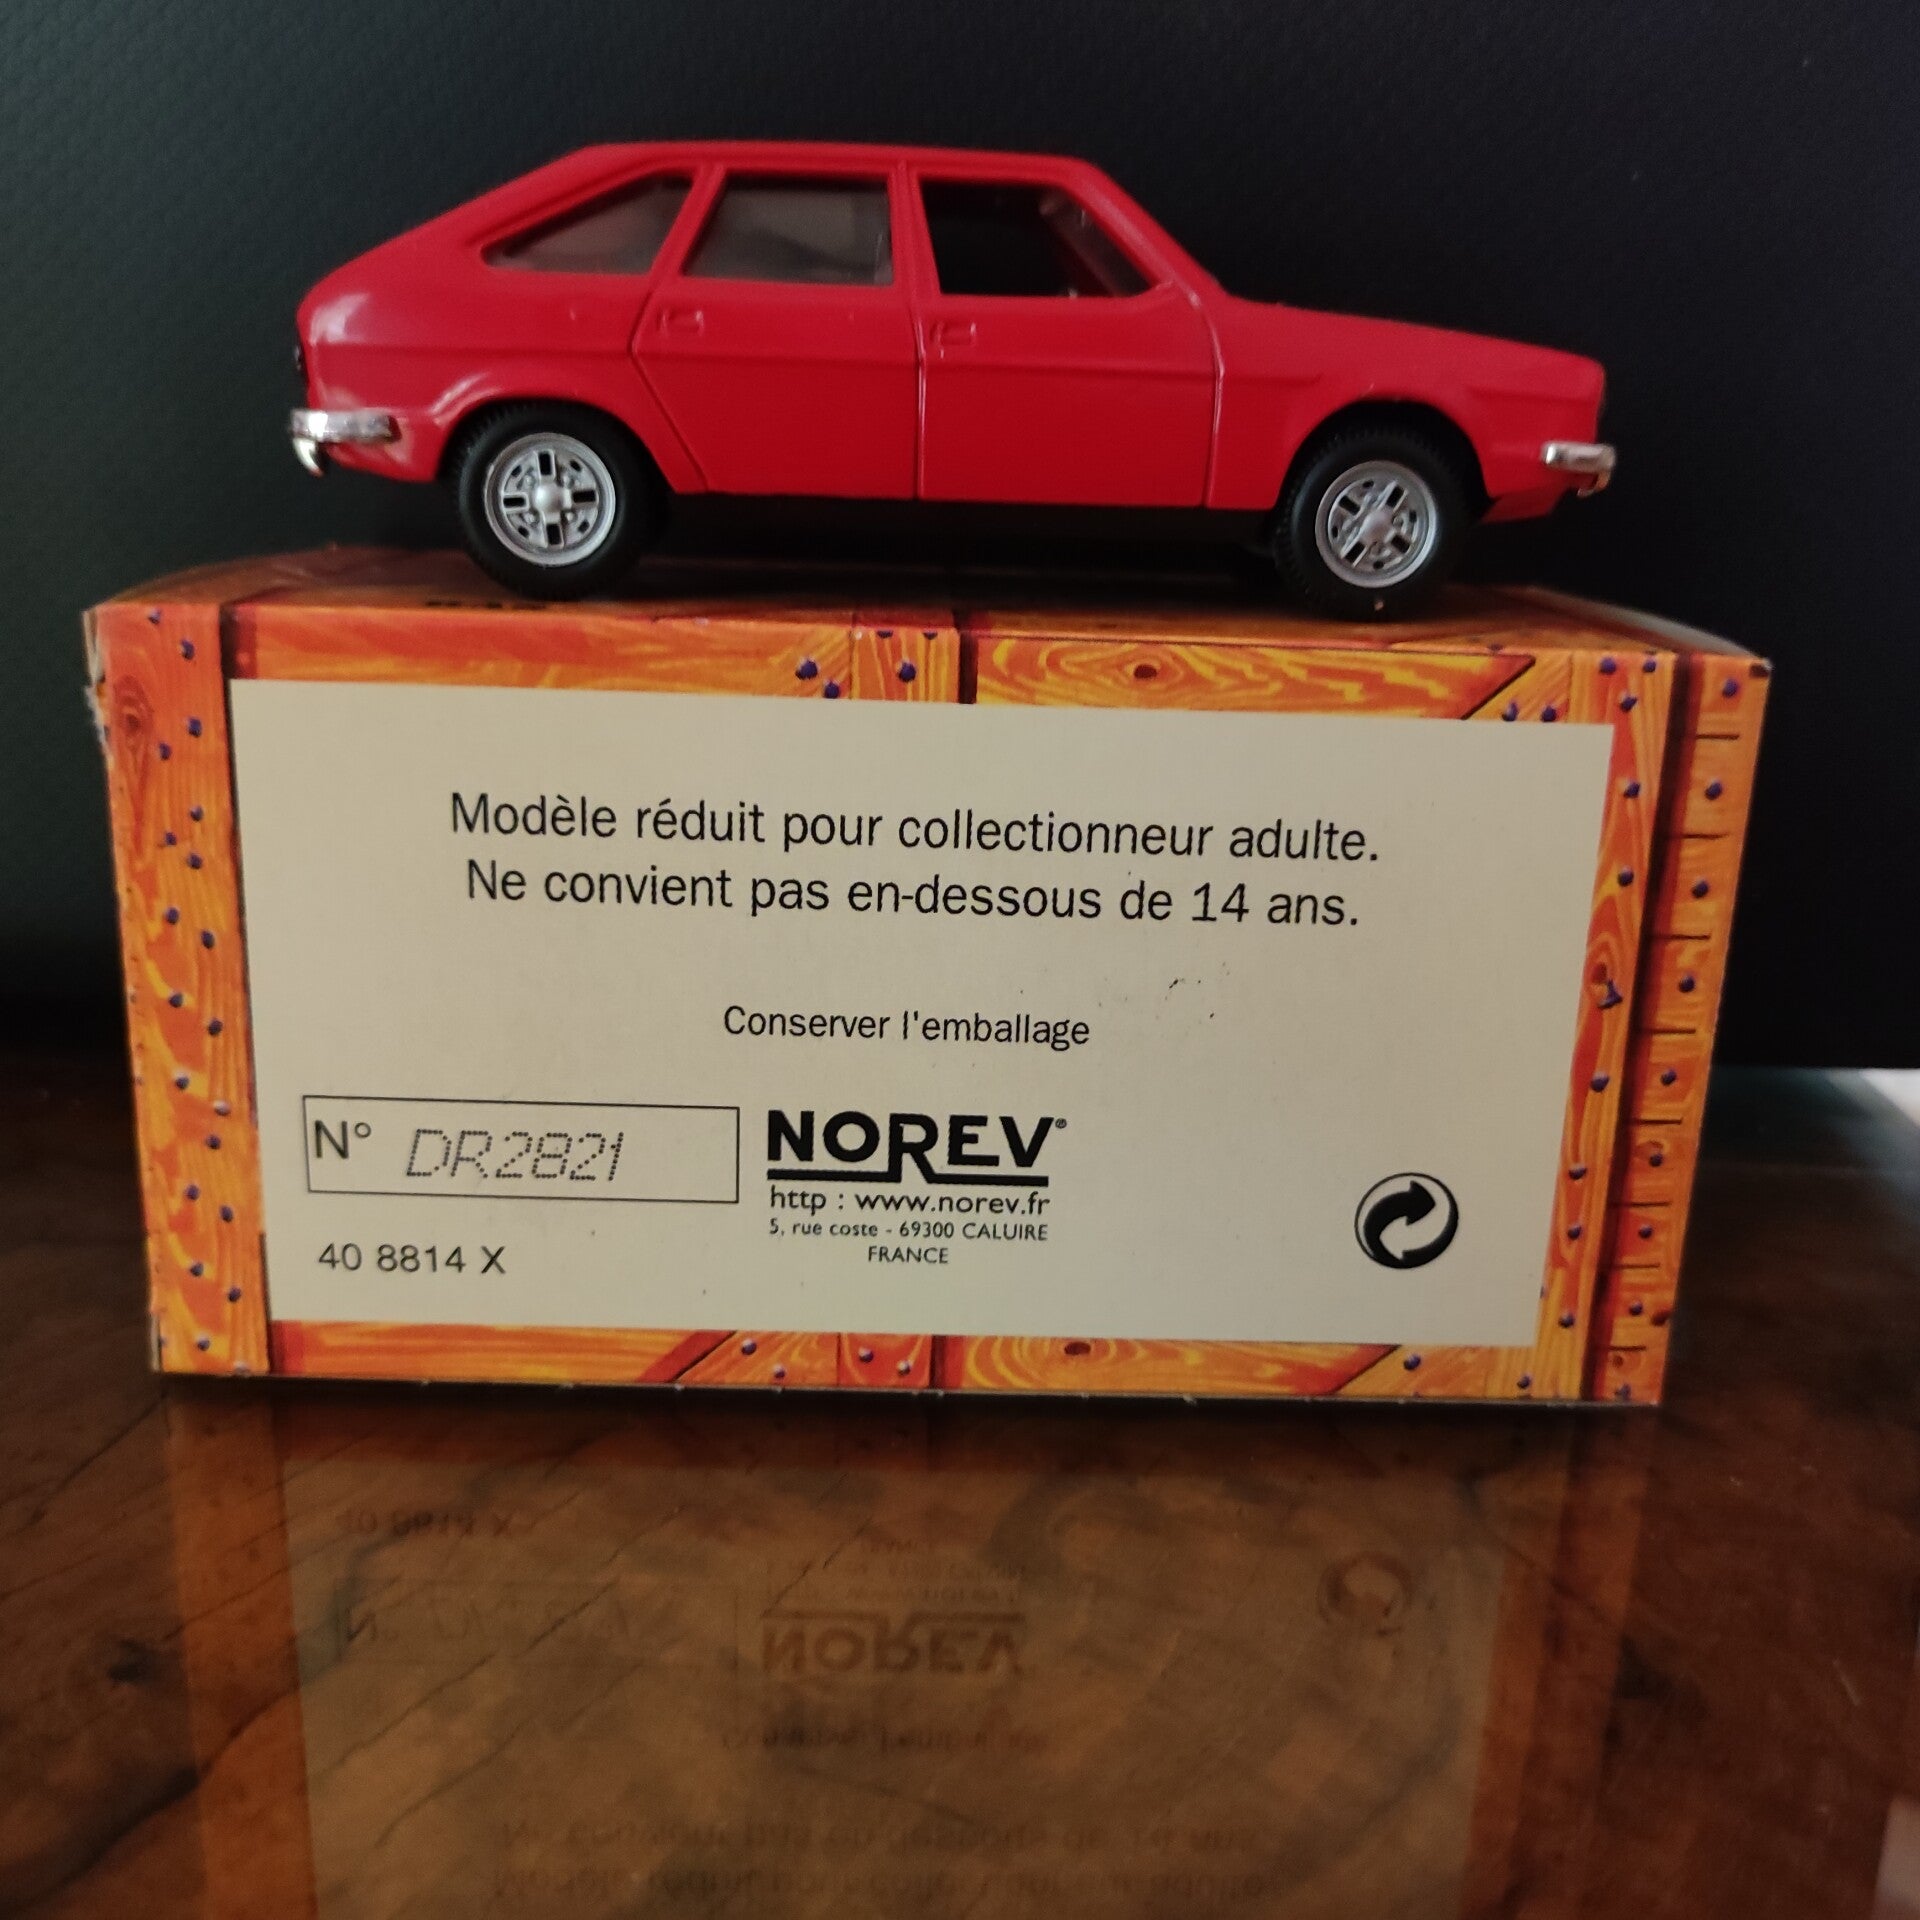 Modèle réduit pour collectionneur adulte.
Ne convient pas en-dessous de 14 ans.
Conserver l'emballage
N° DR2821
NOREV®
http : www.norev.fr
5, rue coste - 69300 CALUIRE
FRANCE
40 8814 X